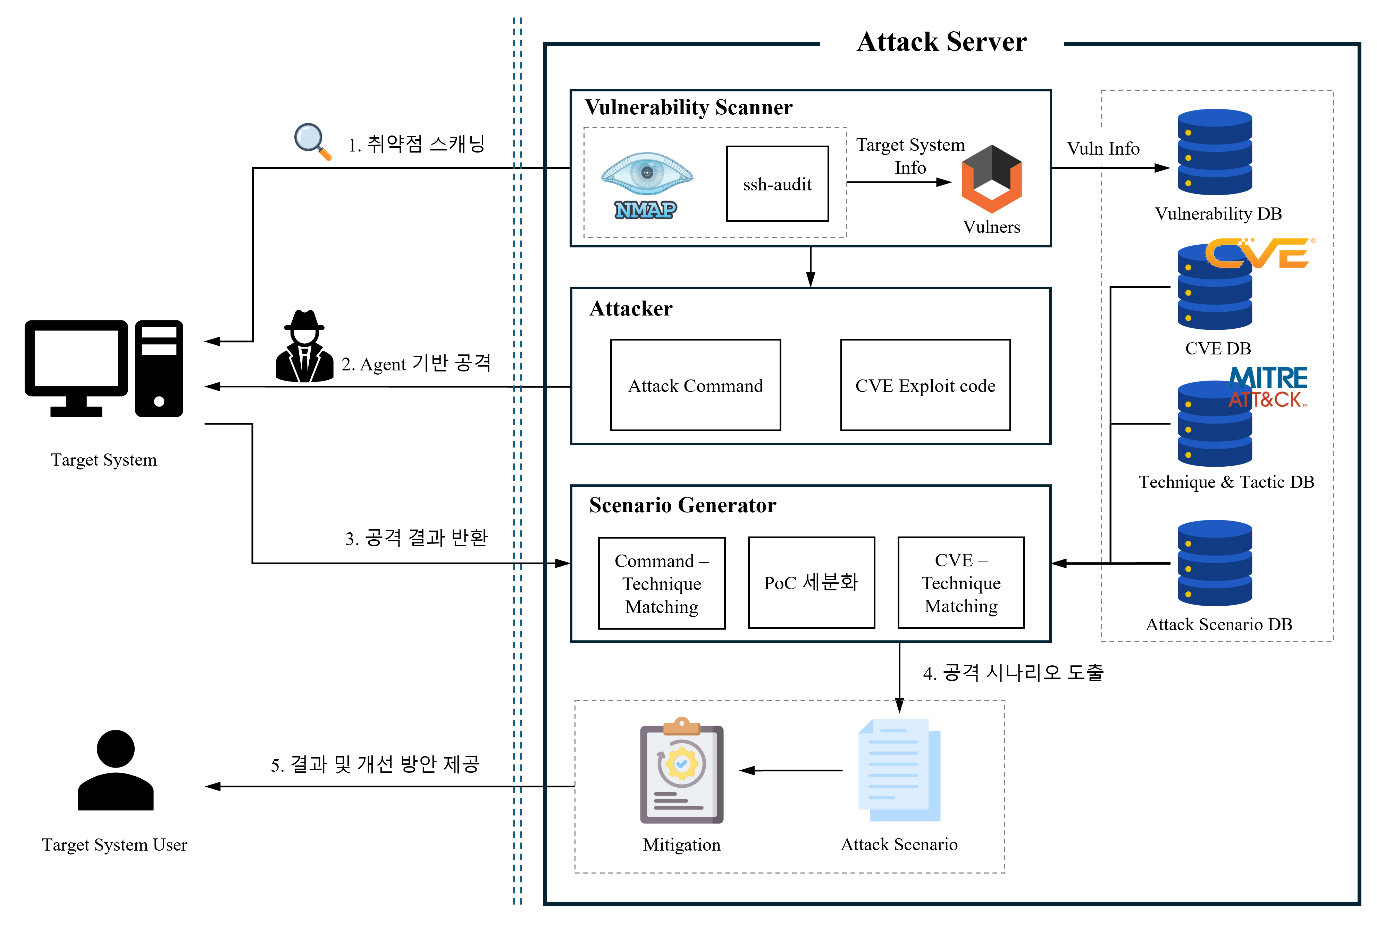 Attack Server
Vulnerability Scanner
1. 취약점 스캐닝
NMAP
ssh-audit
Target System
Info
Vulners
Vuln Info
Vulnerability DB
CVE
CVE DB
Attacker
2. Agent 기반 공격
Attack Command
CVE Exploit code
MITRE
ATT&CK
Technique & Tactic DB
Target System
Scenario Generator
3. 공격 결과 반환
Command –
Technique
Matching
PoC 세분화
CVE –
Technique
Matching
Attack Scenario DB
4. 공격 시나리오 도출
5. 결과 및 개선 방안 제공
Target System User
Mitigation
Attack Scenario